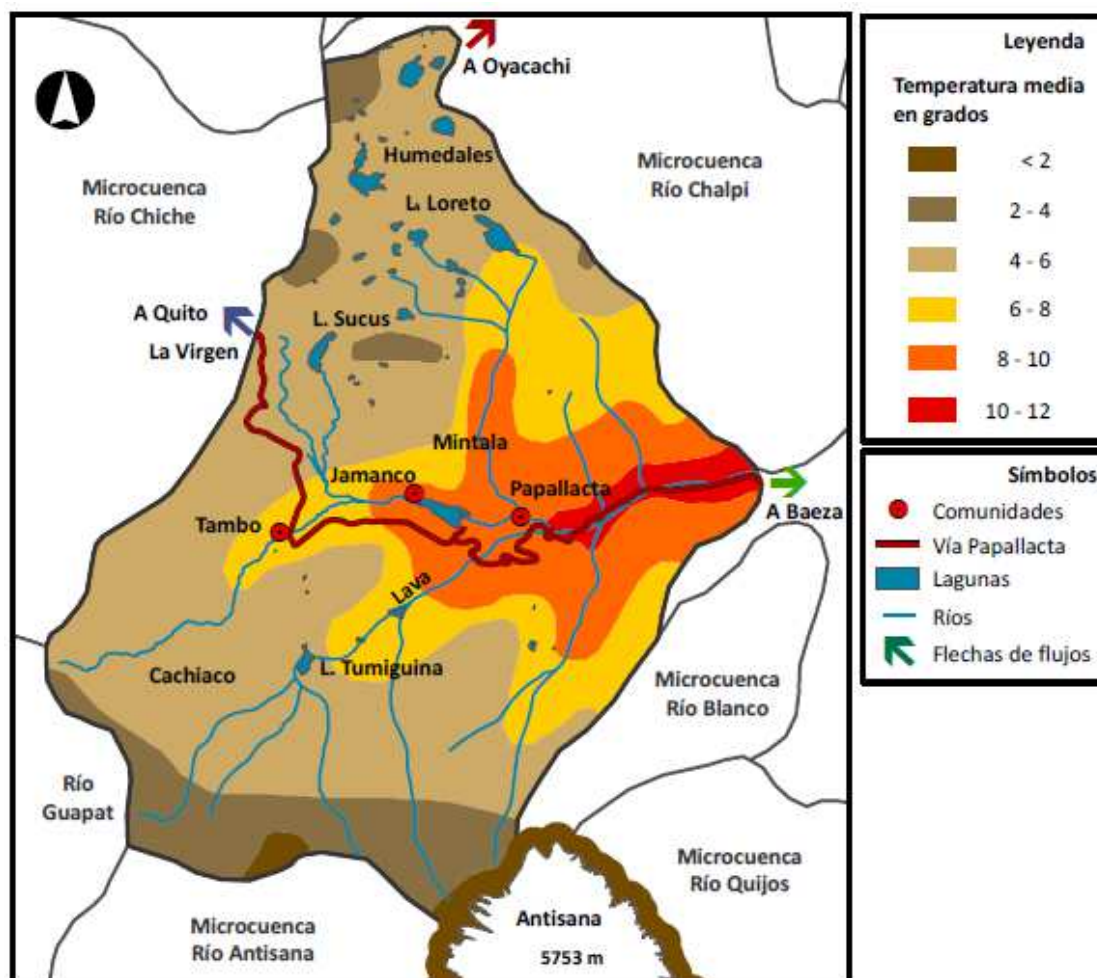 A Oyacachi
Humedales
Microcuenca
Río Chalpi
Microcuenca
Río Chiche
L. Loreto
A Quito
L. Sucus
La Virgen
Mintala
Jamanco
Papallacta
Tambo
A Baeza
Lava
Cachiaco
L. Tumiguina
Microcuenca
Río Blanco
Río
Guapat
Microcuenca
Río Quijos
Microcuenca
Río Antisana
Antisana
5753 m
Leyenda
Temperatura media
en grados
< 2
2 - 4
4 - 6
6 - 8
8 - 10
10 - 12
Símbolos
Comunidades
Vía Papallacta
Lagunas
Ríos
Flechas de flujos